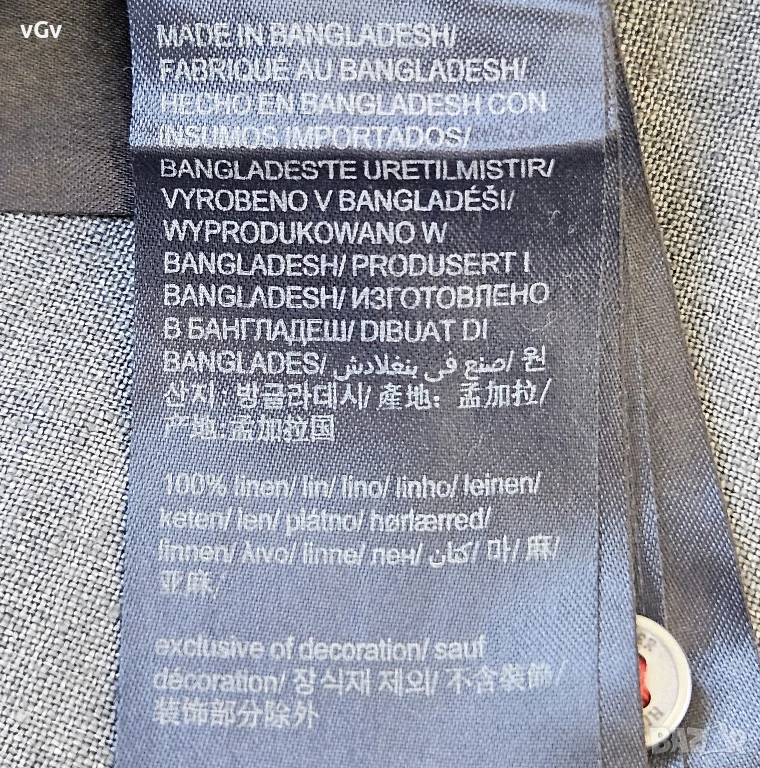 vGv
MADE IN BANGLADESH/
FABRIQUÉ AU BANGLADESH/
HECHO EN BANGLADESH CON
INSUMOS IMPORTADOS/
BANGLADES'TE URETILMISTIR/
VYROBENO V BANGLADÉŠI/
WYPRODUKOWANO W
BANGLADESH/ PRODUSERT I
BANGLADESH/ ИЗГОТОВЛЕНО
В БАНГЛАДЕШ/ DIBUAT DI
BANGLADES/ صنع في بنغلادش/ 원
산지: 방글라데시/ 產地: 孟加拉/
产地:孟加拉国
100% linen/ lin/ lino/ linho/ leinen/
keten/ len/ plátno/ hørlærred/
linnen/ λινο/ linne/ лен/ كتان/ 마/ 麻/
亚麻/
exclusive of decoration/ sauf
décoration/ 장식재 제외/ 不含裝飾/
装饰部分除外